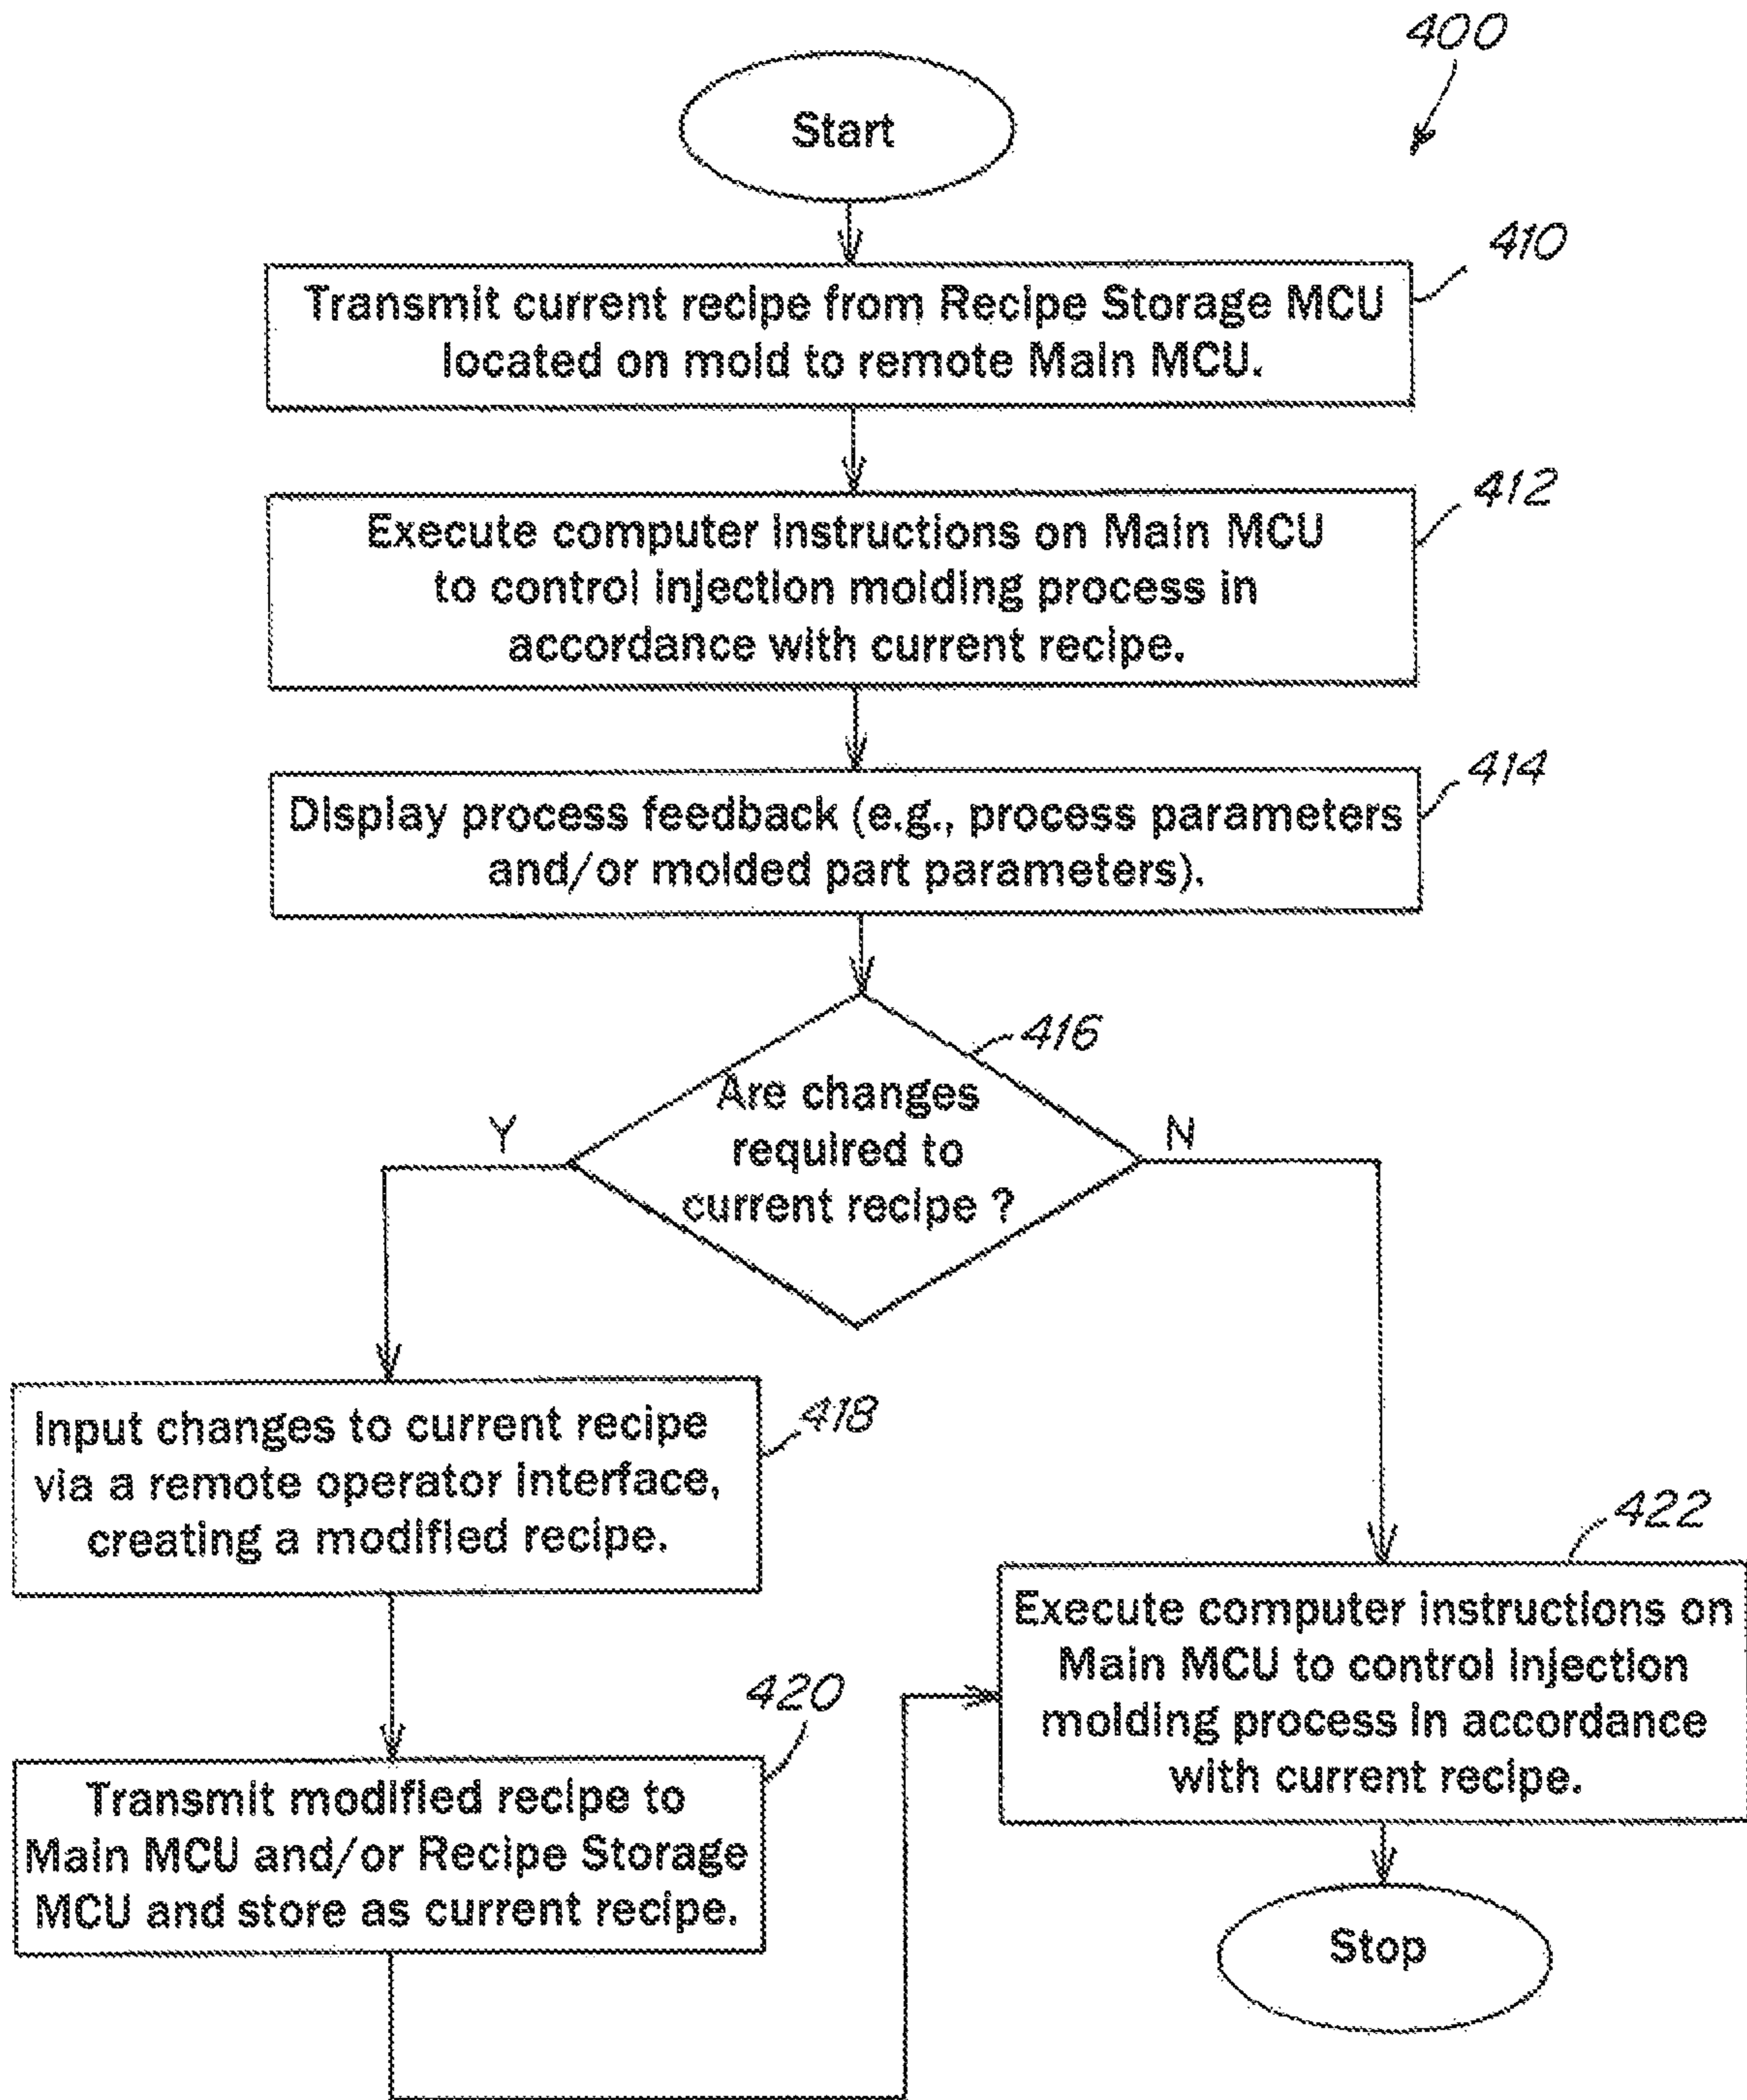 400
Start
410
Transmit current recipe from Recipe Storage MCU
located on mold to remote Main MCU.
412
Execute computer instructions on Main MCU
to control injection molding process in
accordance with current recipe.
414
Display process feedback (e.g., process parameters
and/or molded part parameters).
416
Are changes
required to
current recipe ?
Y
N
418
Input changes to current recipe
via a remote operator interface,
creating a modified recipe.
420
Transmit modified recipe to
Main MCU and/or Recipe Storage
MCU and store as current recipe.
422
Execute computer instructions on
Main MCU to control injection
molding process in accordance
with current recipe.
Stop